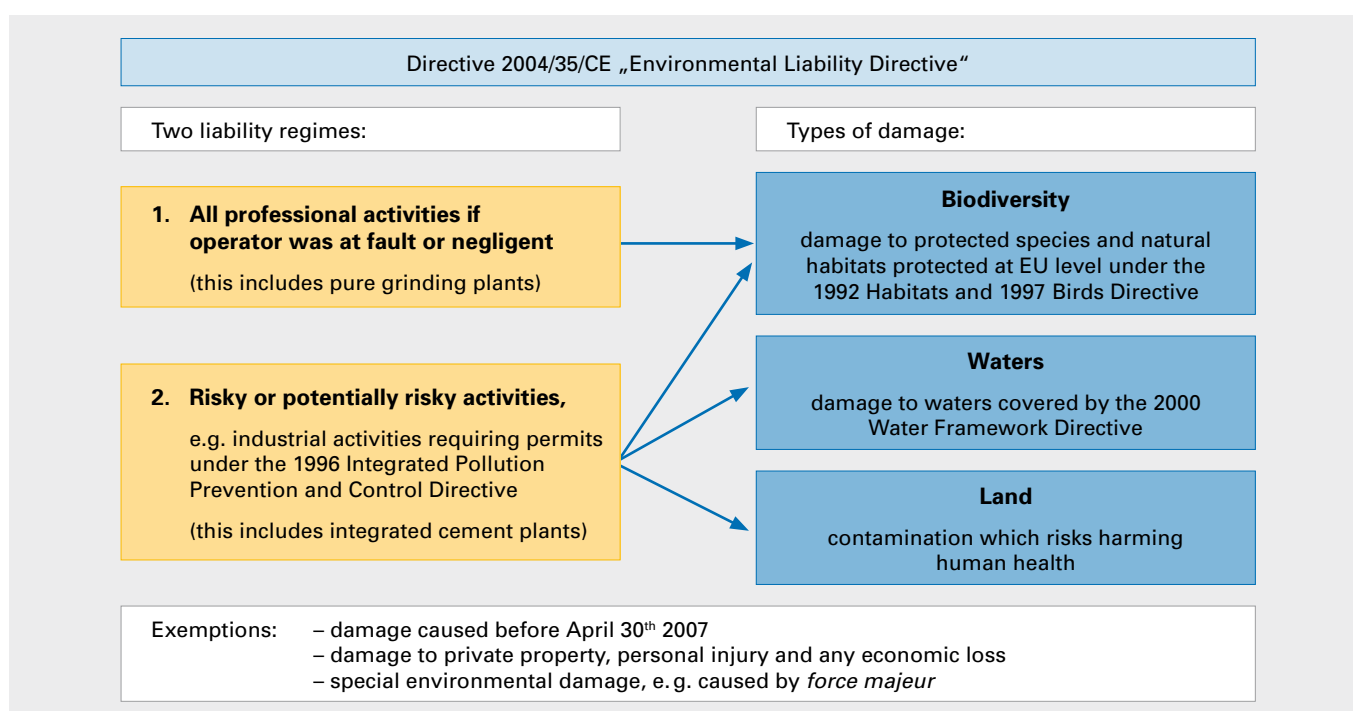 Directive 2004/35/CE „Environmental Liability Directive“
Two liability regimes:
Types of damage:
1. All professional activities if
operator was at fault or negligent
(this includes pure grinding plants)
2. Risky or potentially risky activities,
e.g. industrial activities requiring permits
under the 1996 Integrated Pollution
Prevention and Control Directive
(this includes integrated cement plants)
Biodiversity
damage to protected species and natural
habitats protected at EU level under the
1992 Habitats and 1997 Birds Directive
Waters
damage to waters covered by the 2000
Water Framework Directive
Land
contamination which risks harming
human health
Exemptions: – damage caused before April 30th 2007
– damage to private property, personal injury and any economic loss
– special environmental damage, e. g. caused by force majeur